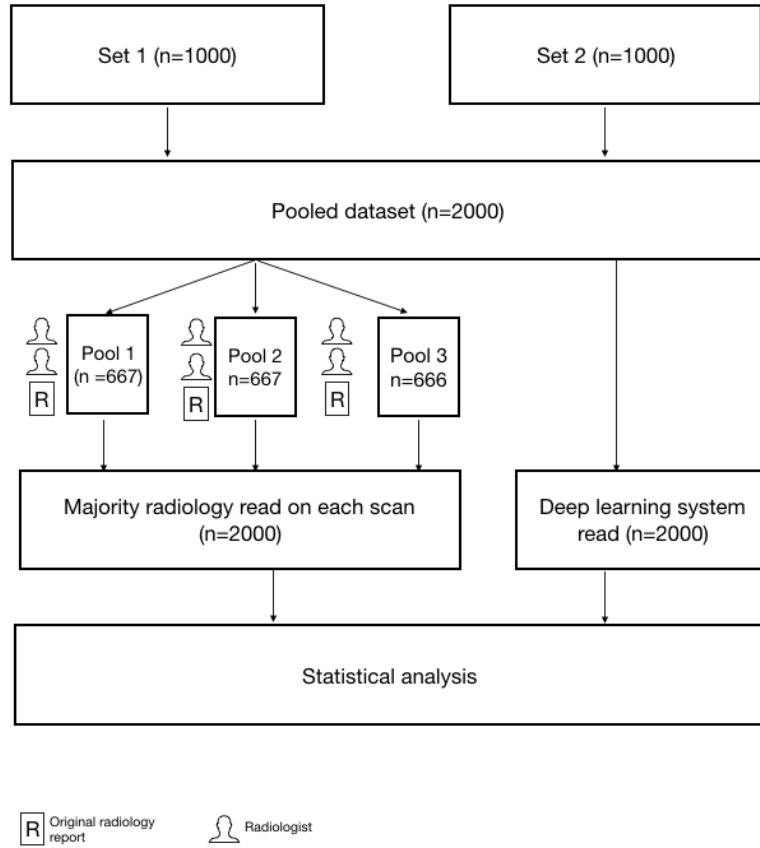 Set 1 (n=1000)
Set 2 (n=1000)
Pooled dataset (n=2000)
Pool 1
(n =667)
R
Pool 2
n=667
R
Pool 3
n=666
R
Majority radiology read on each scan
(n=2000)
Deep learning system
read (n=2000)
Statistical analysis
R
Original radiology
report
Radiologist